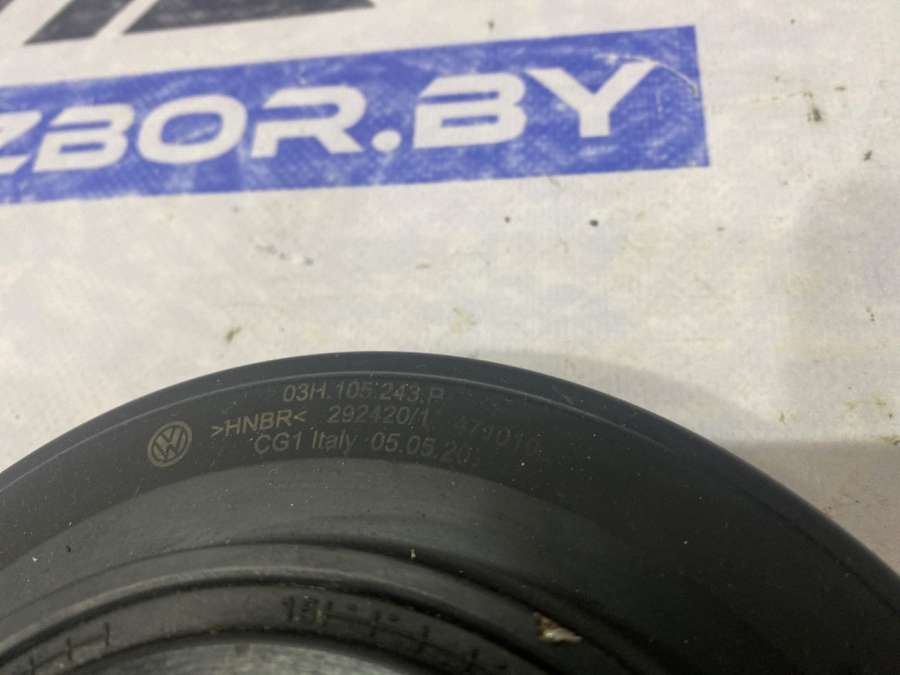 ZBOR.BY
03H.105.243.P
>HNBR< 292420/1
CG1 Italy 05.05.20